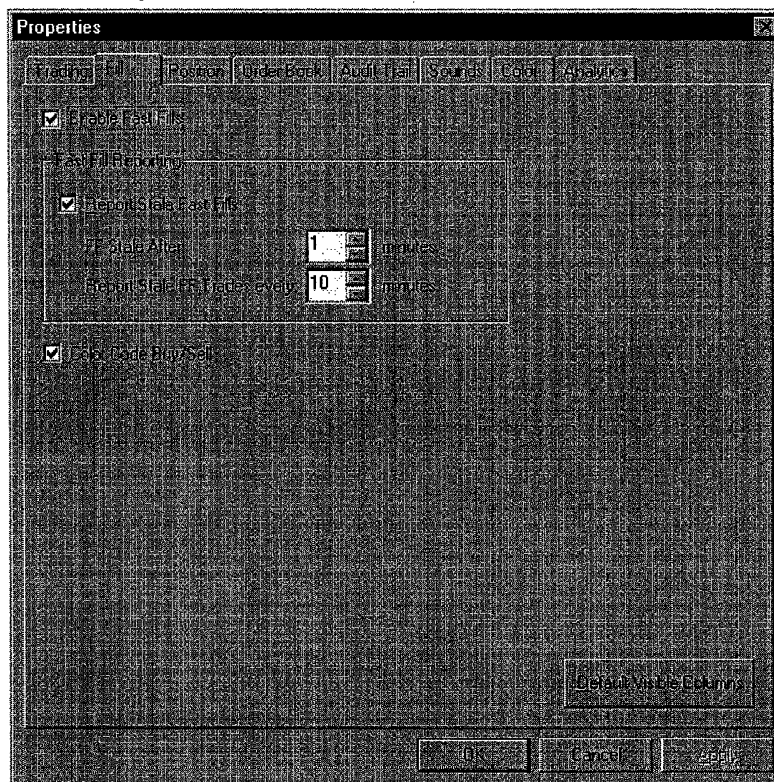 Properties
Trading Fill Position Order Book Audit Trail Sounds Color Analytics
Enable Fast Fills
Fast Fill Reporting
Report Stale Fast Fills
FF Stale After 1 minutes
Report Stale FF Trades every 10 minutes
Color Code Buy/Sell
Default Visible Columns
OK Cancel Apply